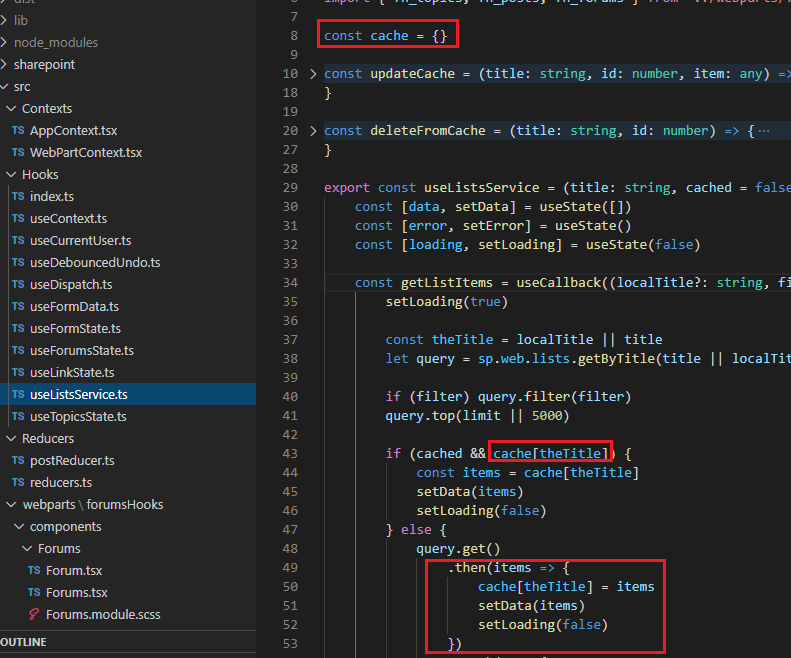 dist
lib
node_modules
sharepoint
src
Contexts
TS AppContext.tsx
TS WebPartContext.tsx
Hooks
TS index.ts
TS useContext.ts
TS useCurrentUser.ts
TS useDebouncedUndo.ts
TS useDispatch.ts
TS useFormData.ts
TS useFormState.ts
TS useForumsState.ts
TS useLinkState.ts
TS useListsService.ts
TS useTopicsState.ts
Reducers
TS postReducer.ts
TS reducers.ts
webparts \ forumsHooks
components
Forums
TS Forum.tsx
TS Forums.tsx
Forums.module.scss
OUTLINE
7
8 const cache = {}
9
10 const updateCache = (title: string, id: number, item: any) =>
18 }
19
20 const deleteFromCache = (title: string, id: number) => { ⋯
27 }
28
29 export const useListsService = (title: string, cached = false
30 const [data, setData] = useState([])
31 const [error, setError] = useState()
32 const [loading, setLoading] = useState(false)
33
34 const getListItems = useCallback((localTitle?: string, fi
35 setLoading(true)
36
37 const theTitle = localTitle || title
38 let query = sp.web.lists.getByTitle(title || localTit
39
40 if (filter) query.filter(filter)
41 query.top(limit || 5000)
42
43 if (cached && cache[theTitle]) {
44 const items = cache[theTitle]
45 setData(items)
46 setLoading(false)
47 } else {
48 query.get()
49 .then(items => {
50 cache[theTitle] = items
51 setData(items)
52 setLoading(false)
53 })